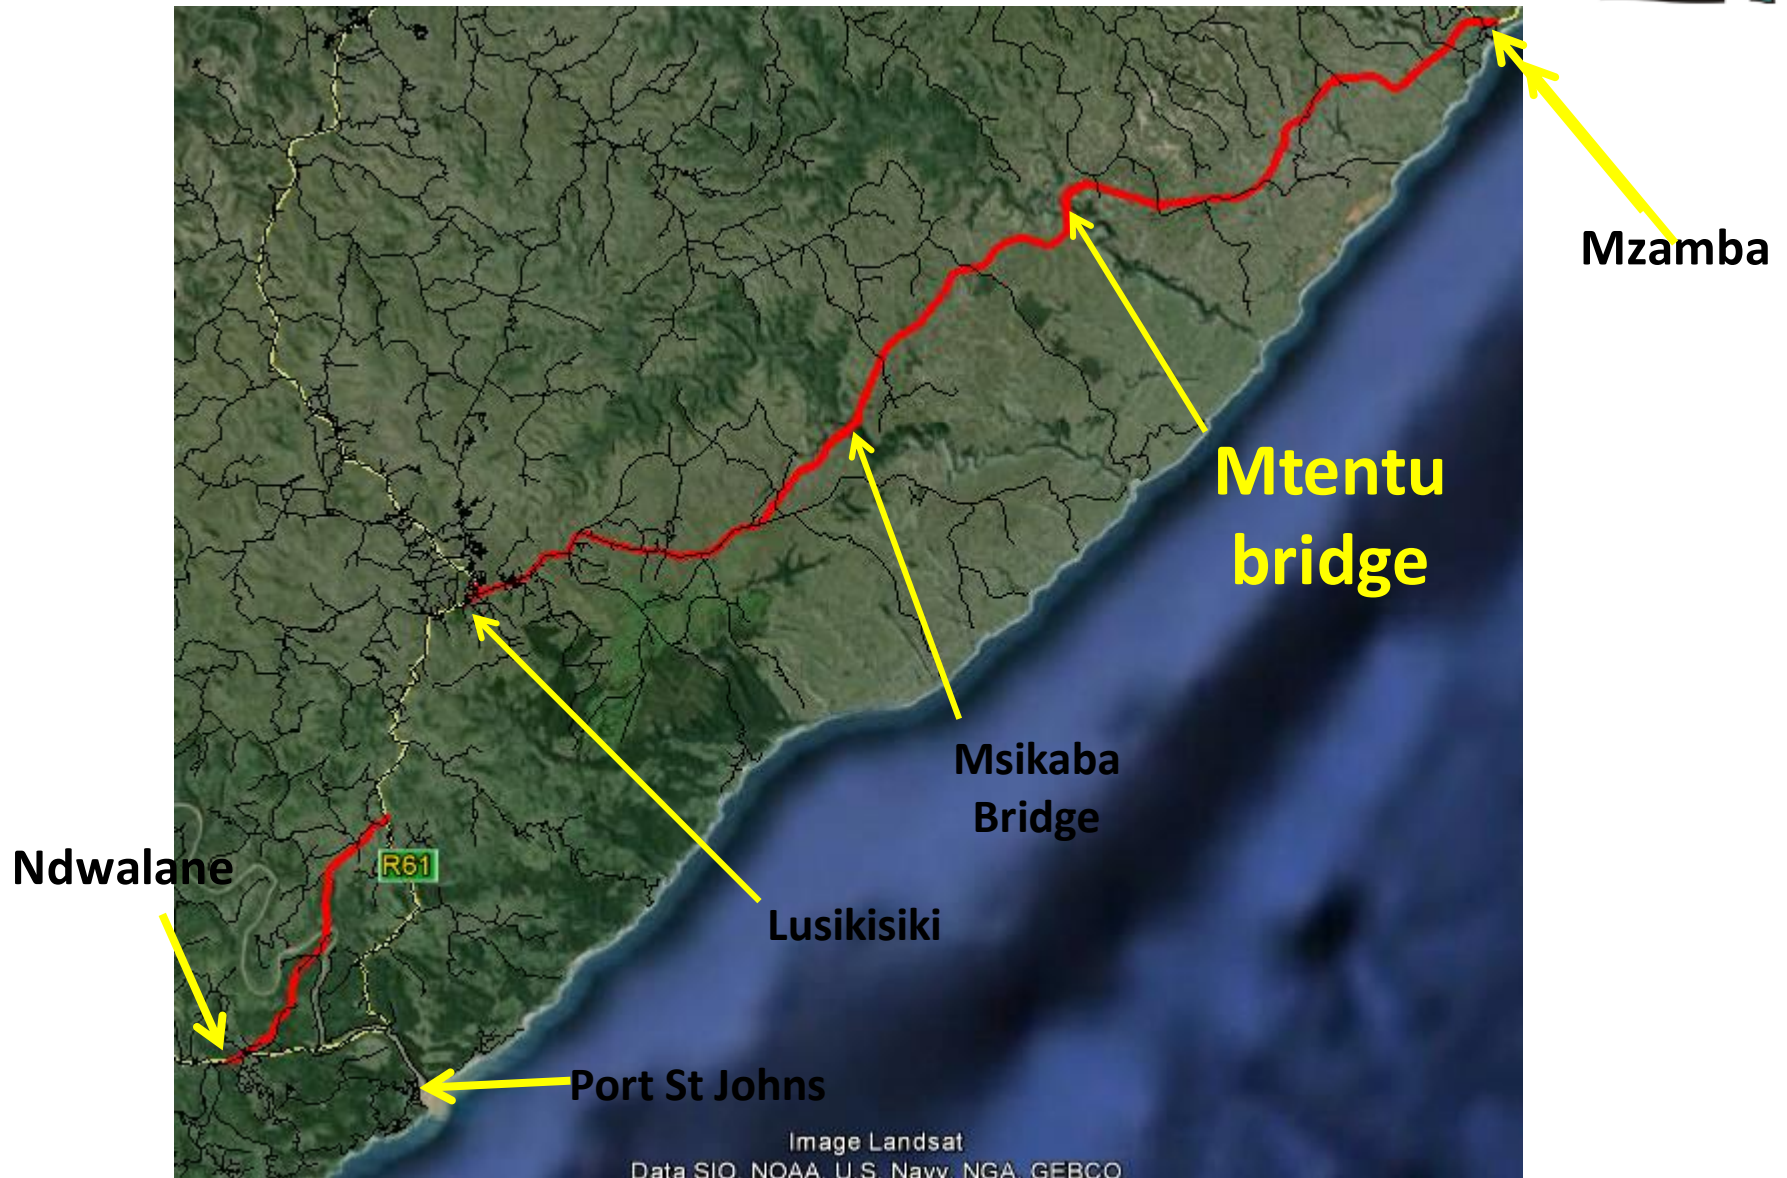 Mzamba
Mtentu
bridge
Msikaba
Bridge
Ndwalane
R61
Lusikisiki
Port St Johns
Image Landsat
Data SIO, NOAA, U.S. Navy, NGA, GEBCO